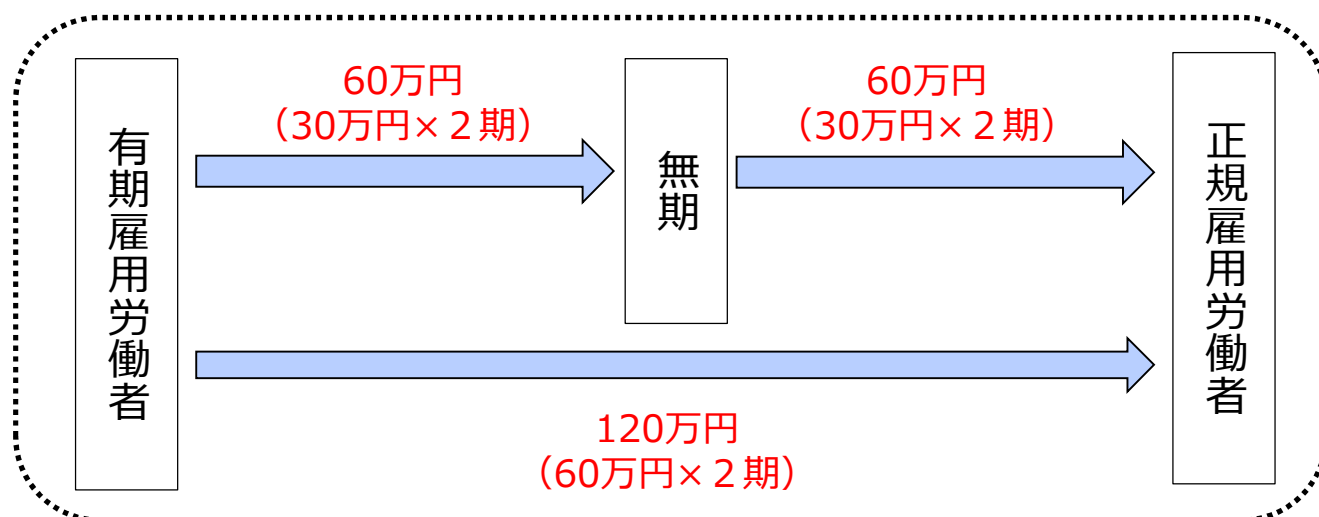 有期雇用労働者
60万円
（30万円×２期）
無期
60万円
（30万円×２期）
正規雇用労働者
120万円
（60万円×２期）